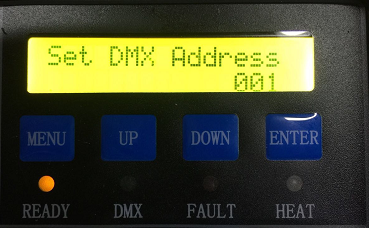 Set DMX Address
001
MENU UP DOWN ENTER
READY DMX FAULT HEAT